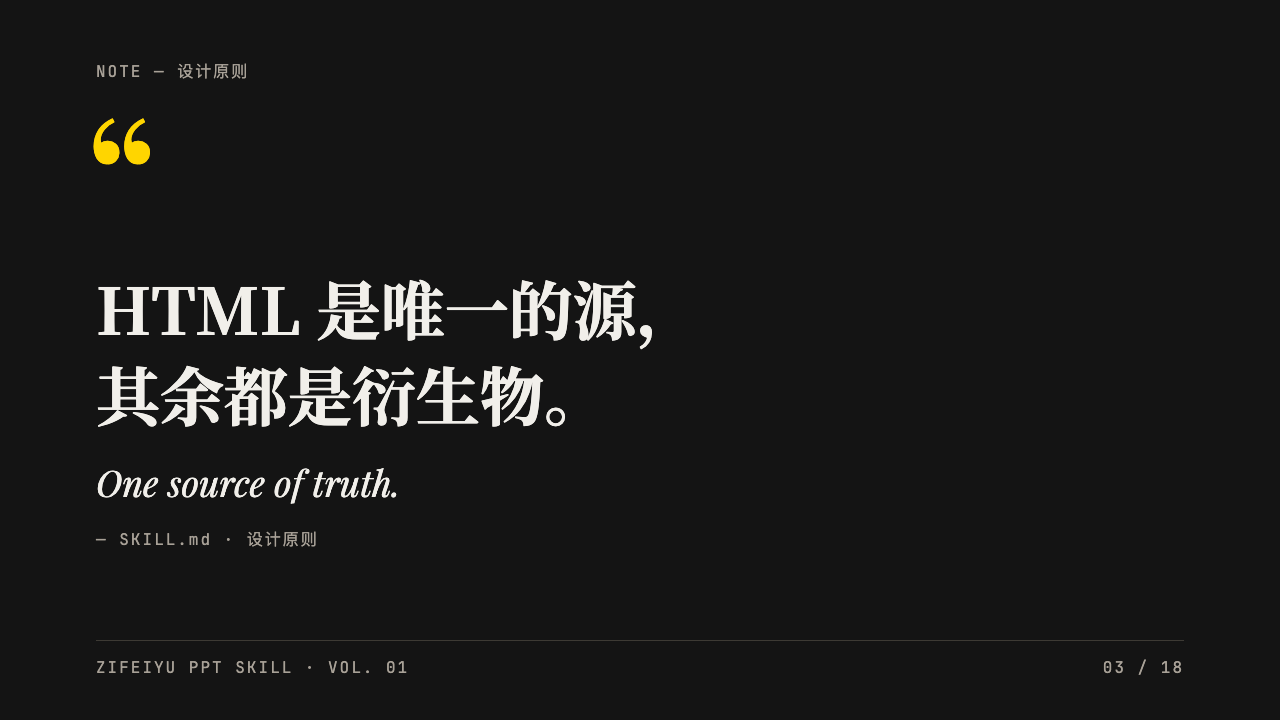 NOTE — 设计原则
“
HTML 是唯一的源,
其余都是衍生物。
One source of truth.
— SKILL.md · 设计原则
ZIFEIYU PPT SKILL · VOL. 01
03 / 18